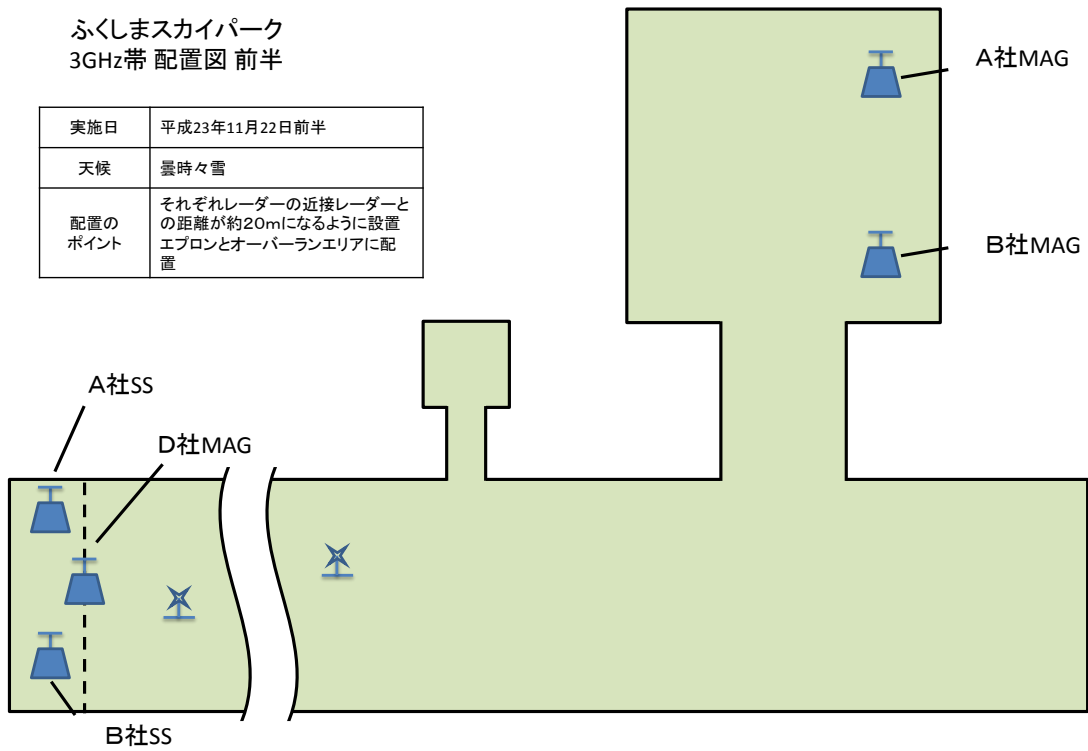 ふくしまスカイパーク
3GHz帯 配置図 前半
実施日 平成23年11月22日前半
天候 曇時々雪
配置の
ポイント
それぞれレーダーの近接レーダーと
の距離が約20mになるように設置
エプロンとオーバーランエリアに配
置
A社MAG
B社MAG
A社SS
D社MAG
B社SS